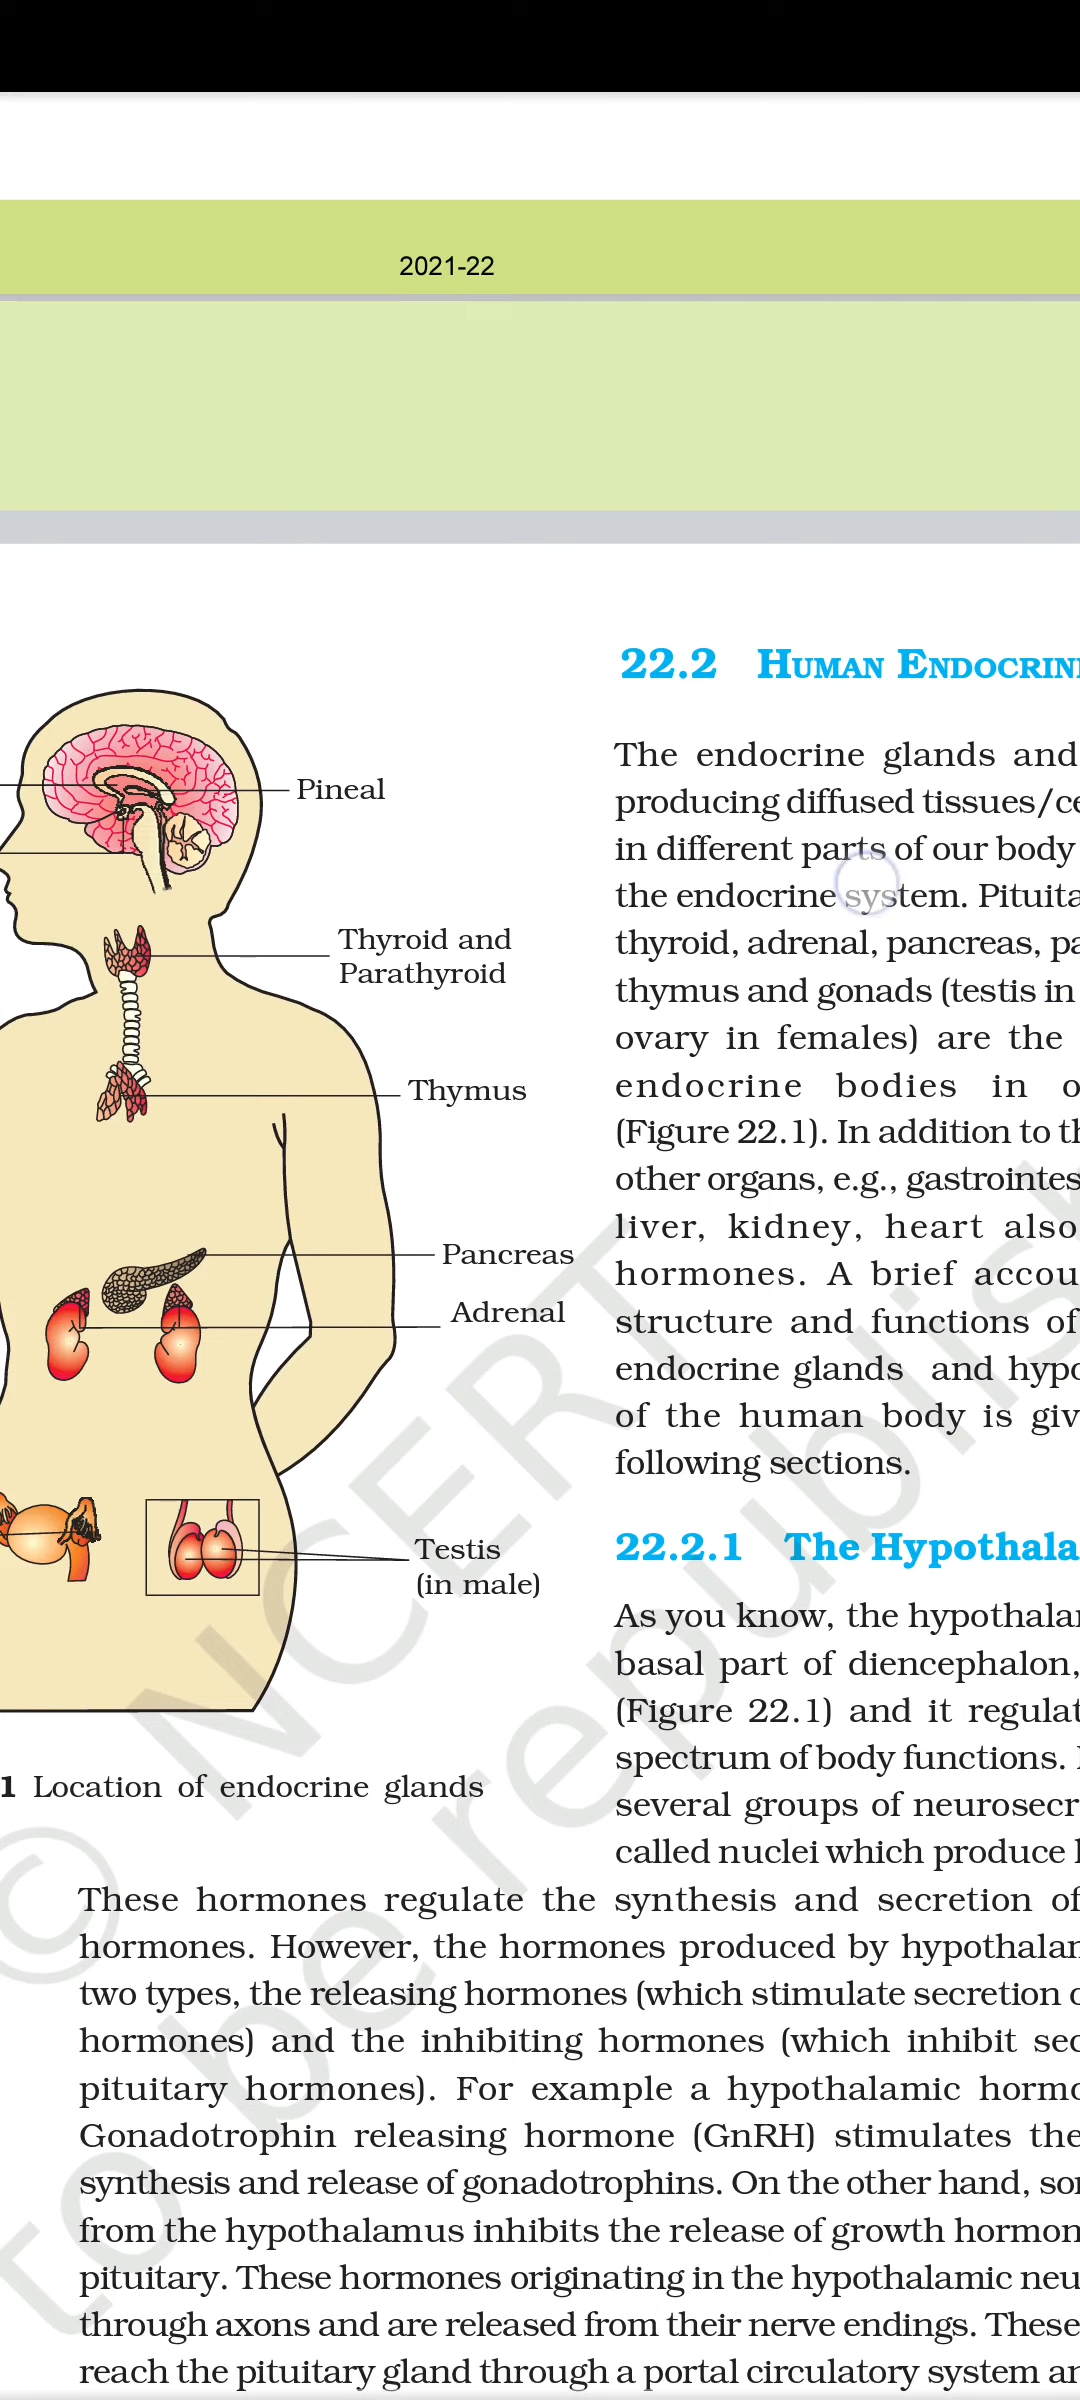 2021-22
Pineal
Thyroid and
Parathyroid
Thymus
Pancreas
Adrenal
Testis
(in male)
1 Location of endocrine glands
22.2 HUMAN ENDOCRIN
The endocrine glands and
producing diffused tissues/ce
in different parts of our body
the endocrine system. Pituita
thyroid, adrenal, pancreas, pa
thymus and gonads (testis in
ovary in females) are the
endocrine bodies in o
(Figure 22.1). In addition to th
other organs, e.g., gastrointes
liver, kidney, heart also
hormones. A brief accou
structure and functions of
endocrine glands and hypo
of the human body is giv
following sections.
22.2.1 The Hypothala
As you know, the hypothala
basal part of diencephalon,
(Figure 22.1) and it regulat
spectrum of body functions.
several groups of neurosecr
called nuclei which produce
These hormones regulate the synthesis and secretion of
hormones. However, the hormones produced by hypothala
two types, the releasing hormones (which stimulate secretion o
hormones) and the inhibiting hormones (which inhibit sec
pituitary hormones). For example a hypothalamic hormo
Gonadotrophin releasing hormone (GnRH) stimulates the
synthesis and release of gonadotrophins. On the other hand, so
from the hypothalamus inhibits the release of growth hormon
pituitary. These hormones originating in the hypothalamic neu
through axons and are released from their nerve endings. These
reach the pituitary gland through a portal circulatory system an
© NCERT
to be republish